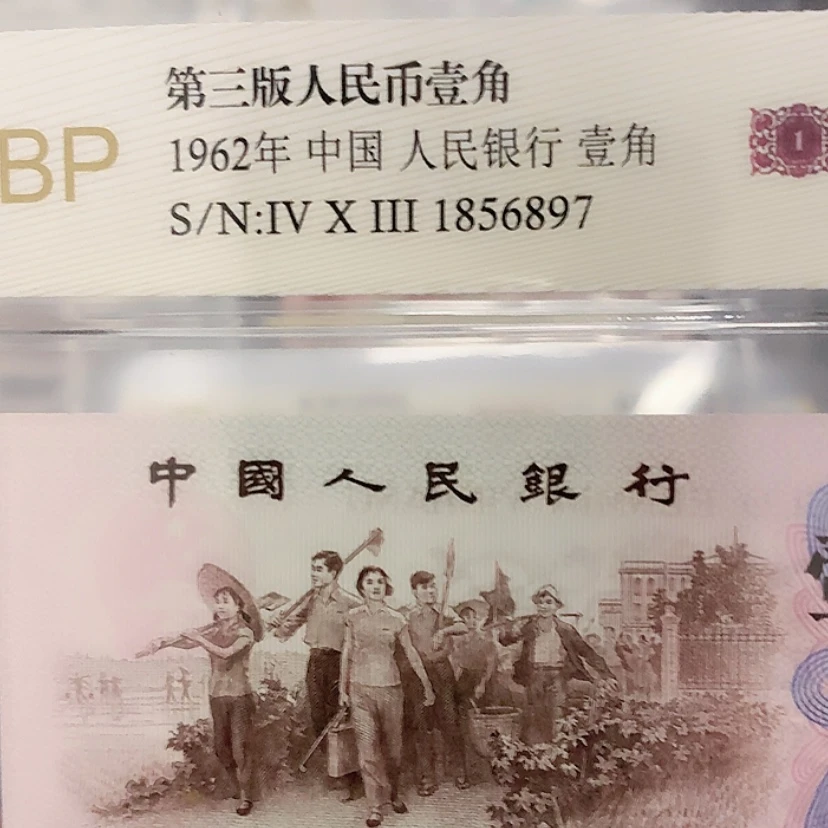 第三版人民币壹角
BP
1962年 中国 人民银行 壹角
1
S/N:IV X III 1856897
中國人民銀行